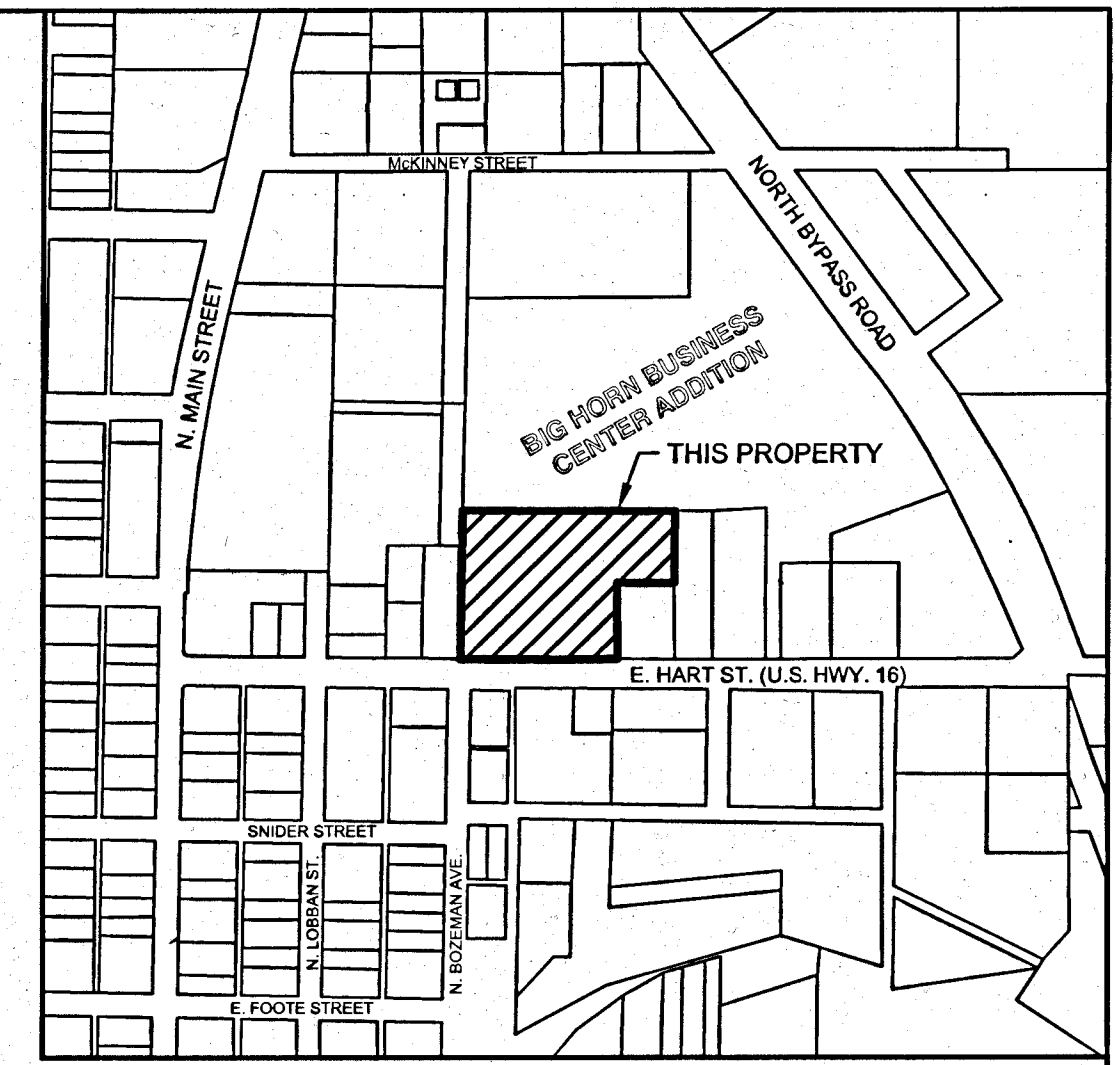 McKINNEY STREET
NORTH BYPASS ROAD
N. MAIN STREET
BIG HORN BUSINESS
CENTER ADDITION
THIS PROPERTY
E. HART ST. (U.S. HWY. 16)
SNIDER STREET
N. LOBBAN ST.
N. BOZEMAN AVE.
E. FOOTE STREET